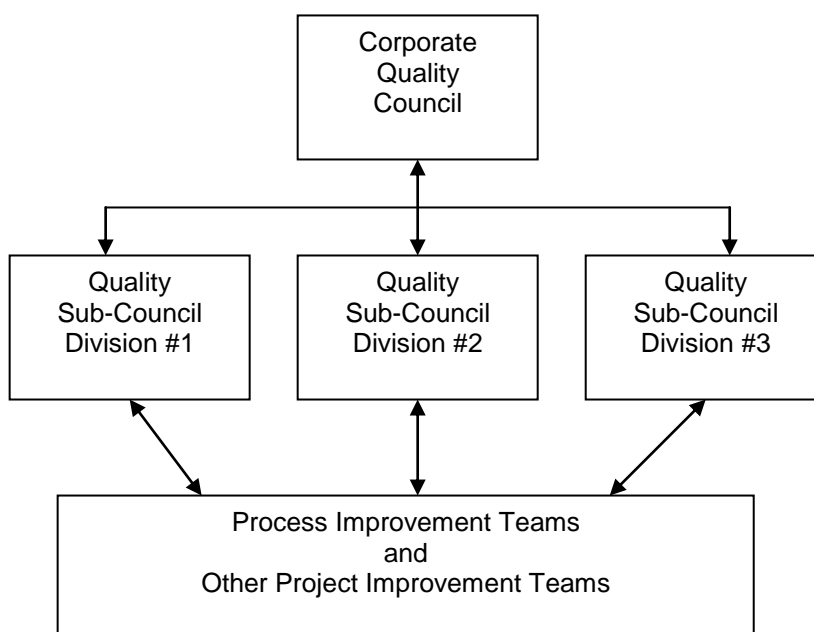 Corporate
Quality
Council
Quality
Sub-Council
Division #1
Quality
Sub-Council
Division #2
Quality
Sub-Council
Division #3
Process Improvement Teams
and
Other Project Improvement Teams